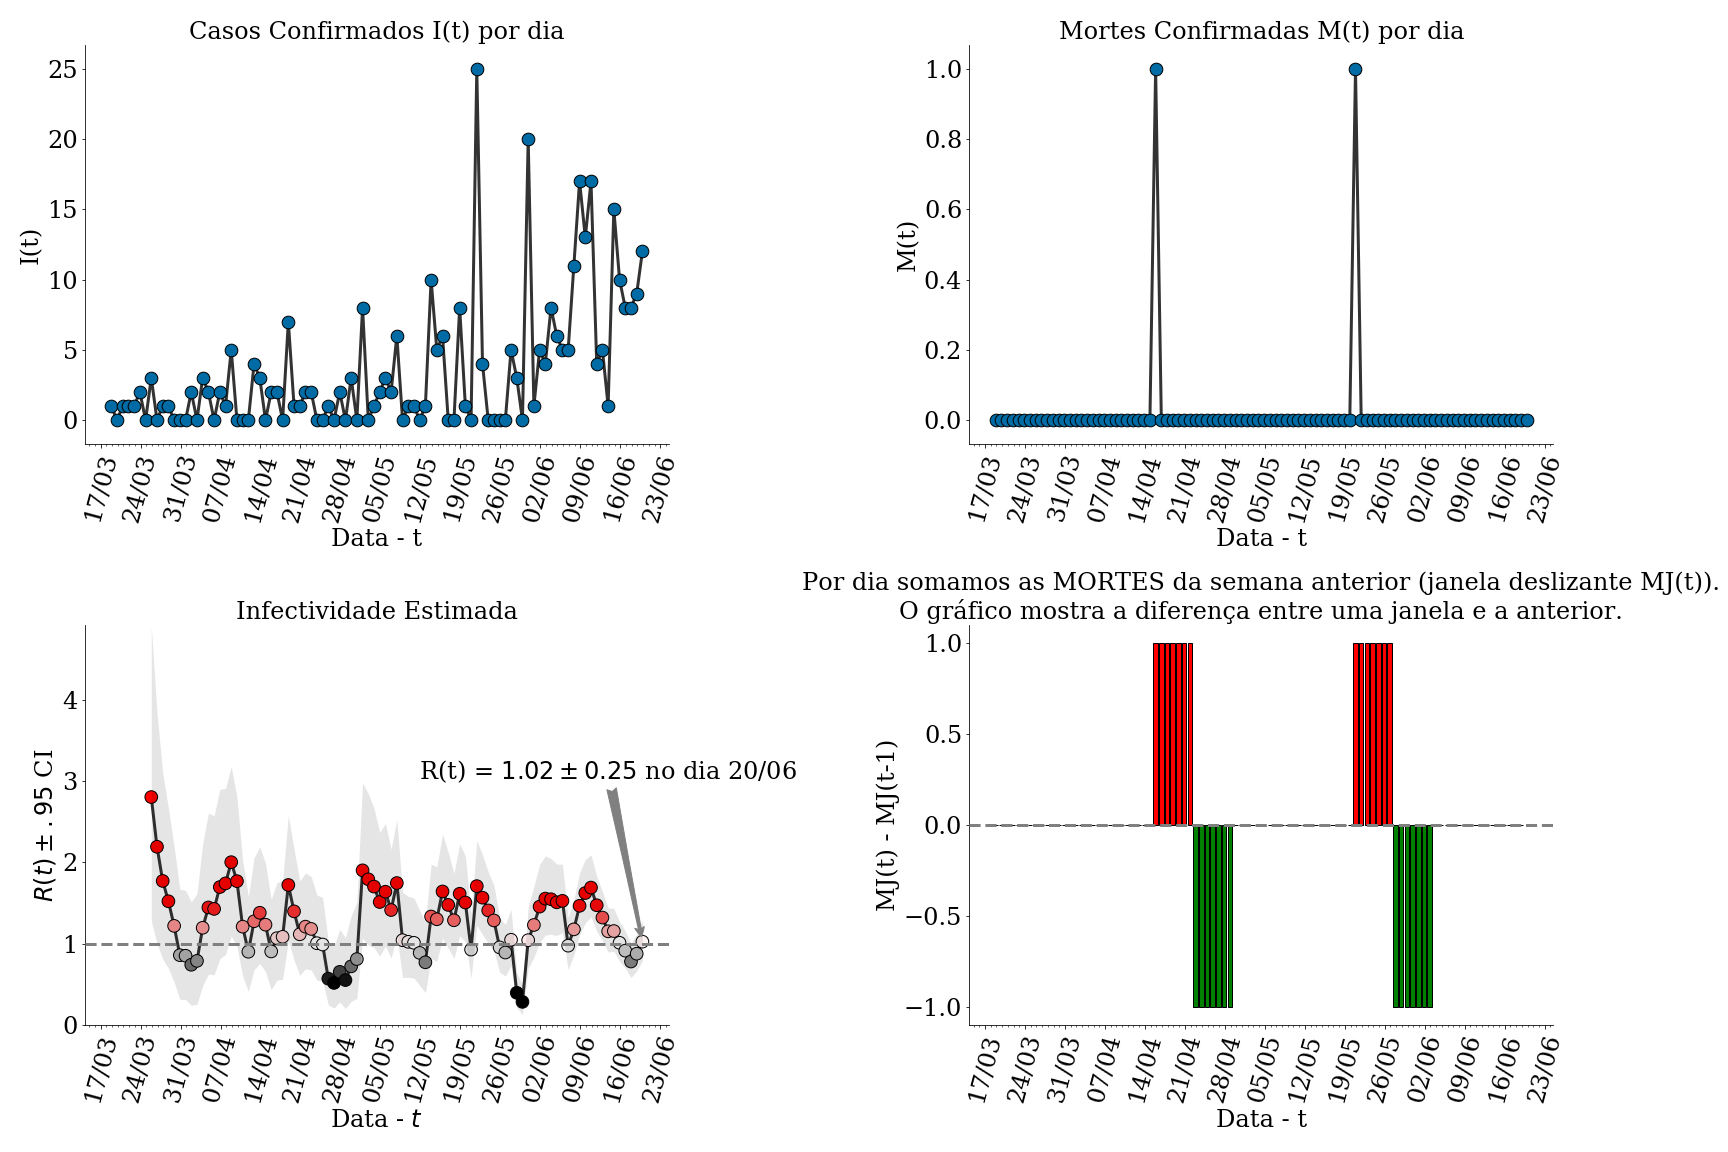 Casos Confirmados I(t) por dia
25
20
15
10
5
0
I(t)
17/03 24/03 31/03 07/04 14/04 21/04 28/04 05/05 12/05 19/05 26/05 02/06 09/06 16/06 23/06
Data - t
Mortes Confirmadas M(t) por dia
1.0
0.8
0.6
0.4
0.2
0.0
M(t)
17/03 24/03 31/03 07/04 14/04 21/04 28/04 05/05 12/05 19/05 26/05 02/06 09/06 16/06 23/06
Data - t
Infectividade Estimada
4
3
2
1
0
R(t) ± .95 CI
R(t) = 1.02 ± 0.25 no dia 20/06
17/03 24/03 31/03 07/04 14/04 21/04 28/04 05/05 12/05 19/05 26/05 02/06 09/06 16/06 23/06
Data - t
Por dia somamos as MORTES da semana anterior (janela deslizante MJ(t)).
O gráfico mostra a diferença entre uma janela e a anterior.
1.0
0.5
0.0
−0.5
−1.0
MJ(t) - MJ(t-1)
17/03 24/03 31/03 07/04 14/04 21/04 28/04 05/05 12/05 19/05 26/05 02/06 09/06 16/06 23/06
Data - t